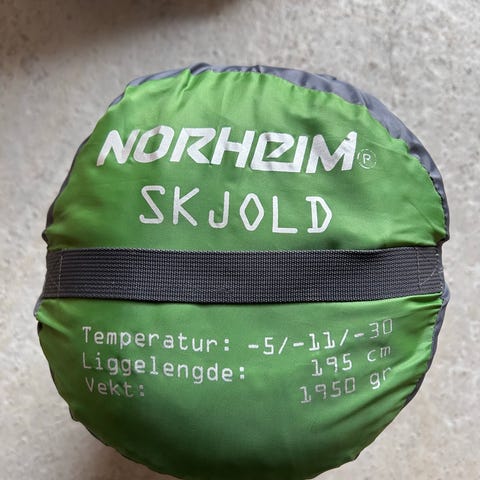 NORHEIM®
SKJOLD
Temperatur: -5/-11/-30
Liggelengde: 195 cm
Vekt: 1950 gr